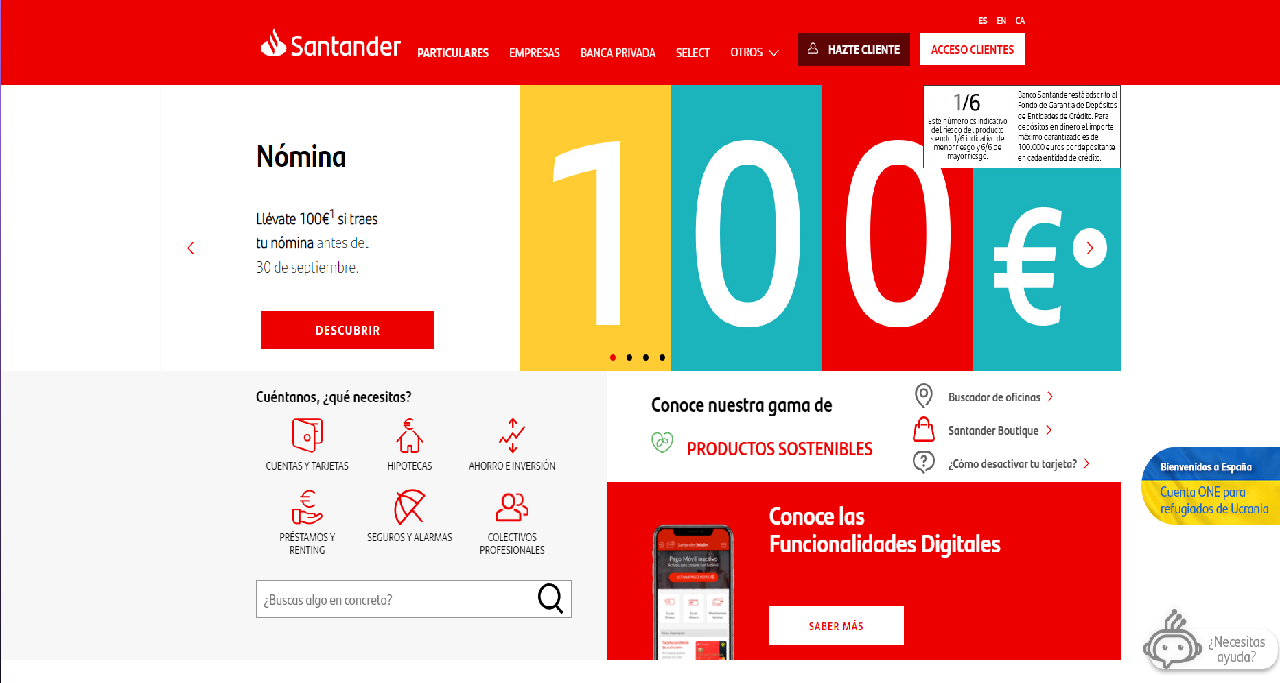 ES EN CA
Santander
PARTICULARES EMPRESAS BANCA PRIVADA SELECT OTROS
HAZTE CLIENTE
ACCESO CLIENTES
Nómina
Llévate 100€¹ si traes
tu nómina antes del
30 de septiembre.
DESCUBRIR
100€
1/6
Este número es indicativo
del riesgo del producto
siendo 1/6 indicativo de
menor riesgo y 6/6 de
mayor riesgo.
Banco Santander está adscrito al
Fondo de Garantía de Depósitos
de Entidades de Crédito. Para
depósitos en dinero el importe
máximo garantizado es de
100.000 euros por depositante
en cada entidad de crédito.
Cuéntanos, ¿qué necesitas?
CUENTAS Y TARJETAS
HIPOTECAS
AHORRO E INVERSIÓN
PRÉSTAMOS Y
RENTING
SEGUROS Y ALARMAS
COLECTIVOS
PROFESIONALES
¿Buscas algo en concreto?
Conoce nuestra gama de
PRODUCTOS SOSTENIBLES
Buscador de oficinas
Santander Boutique
¿Cómo desactivar tu tarjeta?
Conoce las
Funcionalidades Digitales
SABER MÁS
Bienvenidos a España
Cuenta ONE para
refugiados de Ucrania
¿Necesitas
ayuda?